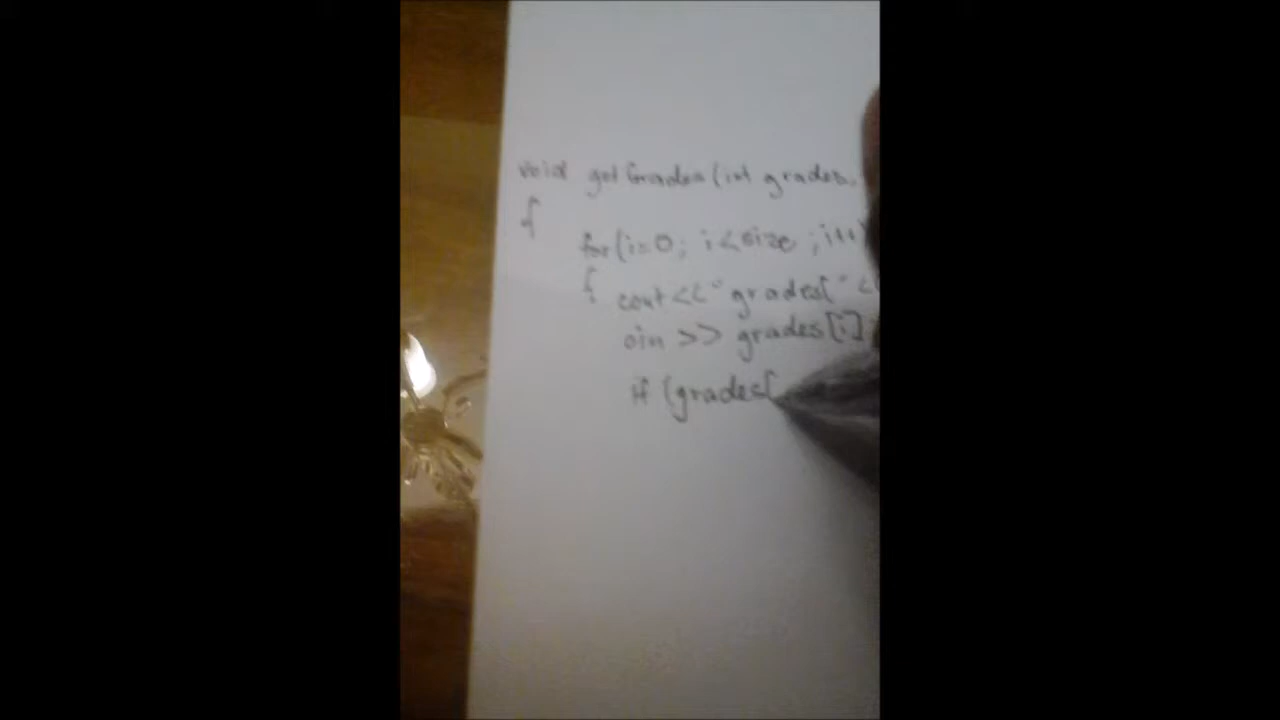 void getGrades(int grades,
{
for(i=0; i<size ;i++)
{ cout<<"grades["<
cin >> grades[i]
if (grades[